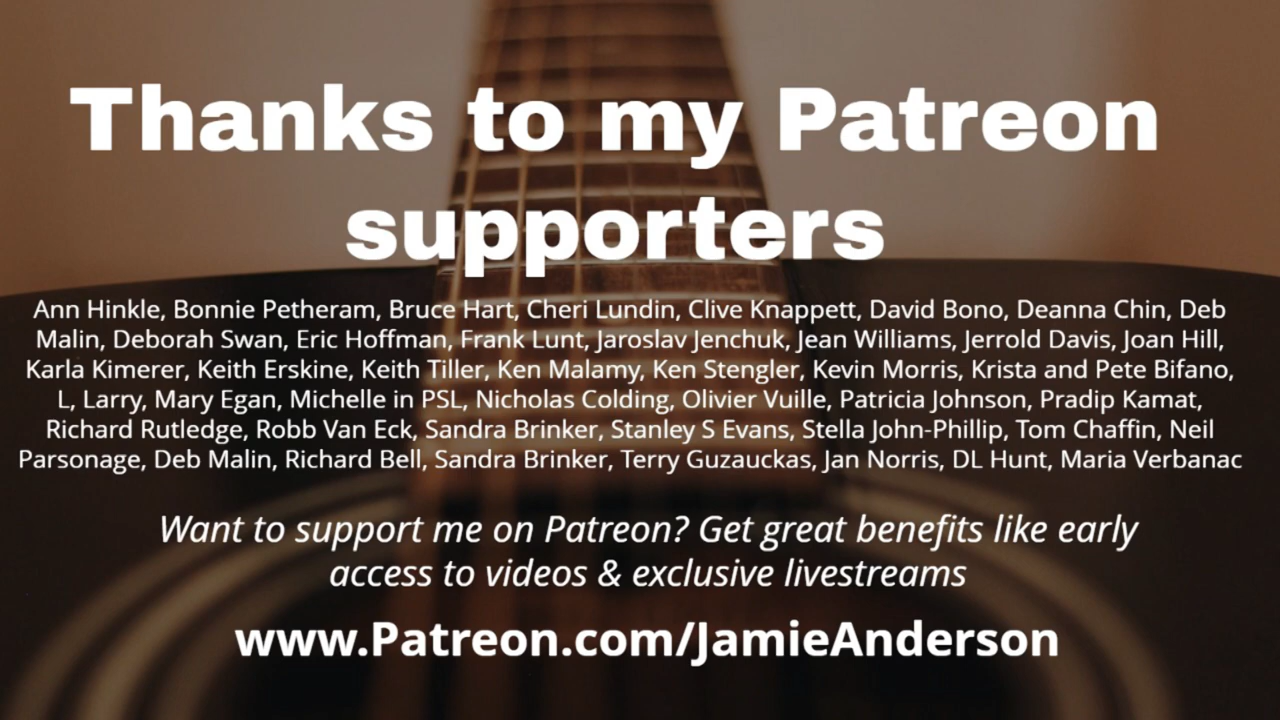 Thanks to my Patreon
supporters
Ann Hinkle, Bonnie Petheram, Bruce Hart, Cheri Lundin, Clive Knappett, David Bono, Deanna Chin, Deb
Malin, Deborah Swan, Eric Hoffman, Frank Lunt, Jaroslav Jenchuk, Jean Williams, Jerrold Davis, Joan Hill,
Karla Kimerer, Keith Erskine, Keith Tiller, Ken Malamy, Ken Stengler, Kevin Morris, Krista and Pete Bifano,
L, Larry, Mary Egan, Michelle in PSL, Nicholas Colding, Olivier Vuille, Patricia Johnson, Pradip Kamat,
Richard Rutledge, Robb Van Eck, Sandra Brinker, Stanley S Evans, Stella John-Phillip, Tom Chaffin, Neil
Parsonage, Deb Malin, Richard Bell, Sandra Brinker, Terry Guzauckas, Jan Norris, DL Hunt, Maria Verbanac
Want to support me on Patreon? Get great benefits like early
access to videos & exclusive livestreams
www.Patreon.com/JamieAnderson